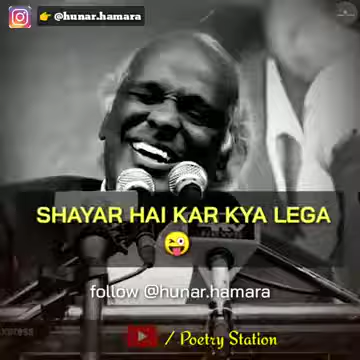 👉 @hunar.hamara
SHAYAR HAI KAR KYA LEGA
😜
follow @hunar.hamara
/ Poetry Station